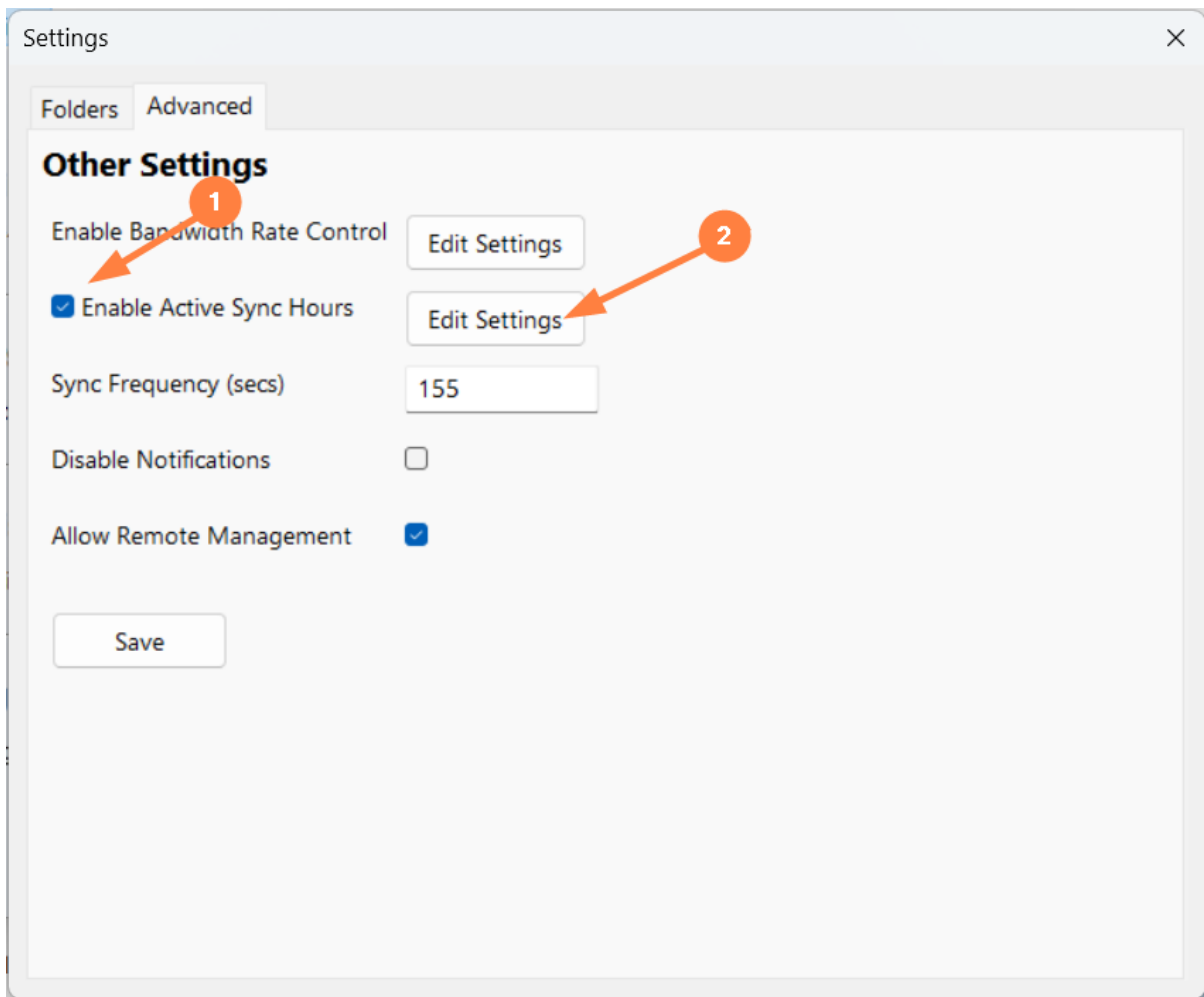 Settings
Folders Advanced
Other Settings
1
Enable Bandwidth Rate Control Edit Settings
2
Enable Active Sync Hours Edit Settings
Sync Frequency (secs) 155
Disable Notifications
Allow Remote Management
Save